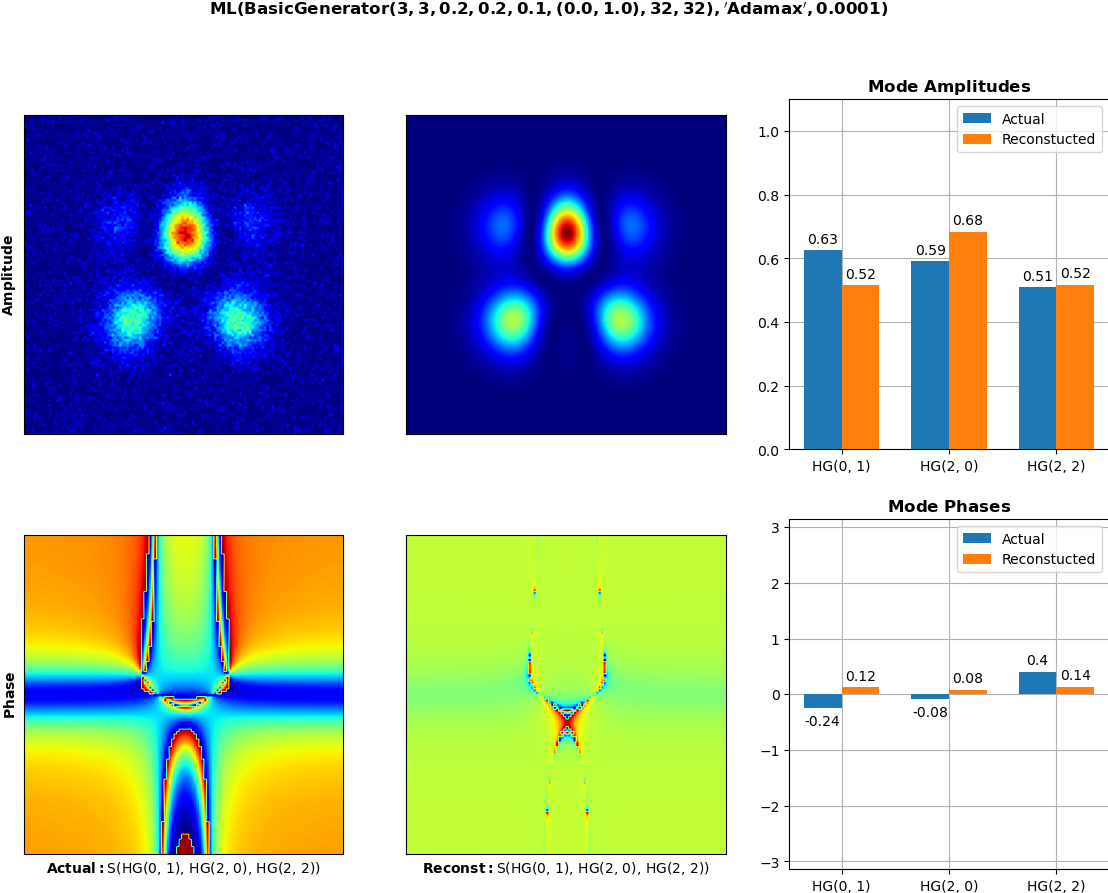 ML(BasicGenerator(3, 3, 0.2, 0.2, 0.1, (0.0, 1.0), 32, 32), 'Adamax', 0.0001)
Amplitude
Mode Amplitudes
Actual
Reconstucted
1.0
0.8
0.6
0.4
0.2
0.0
0.63
0.52
0.59
0.68
0.51
0.52
HG(0, 1)
HG(2, 0)
HG(2, 2)
Phase
Actual: S(HG(0, 1), HG(2, 0), HG(2, 2))
Reconst: S(HG(0, 1), HG(2, 0), HG(2, 2))
Mode Phases
Actual
Reconstucted
3
2
1
0
−1
−2
−3
-0.24
0.12
-0.08
0.08
0.4
0.14
HG(0, 1)
HG(2, 0)
HG(2, 2)